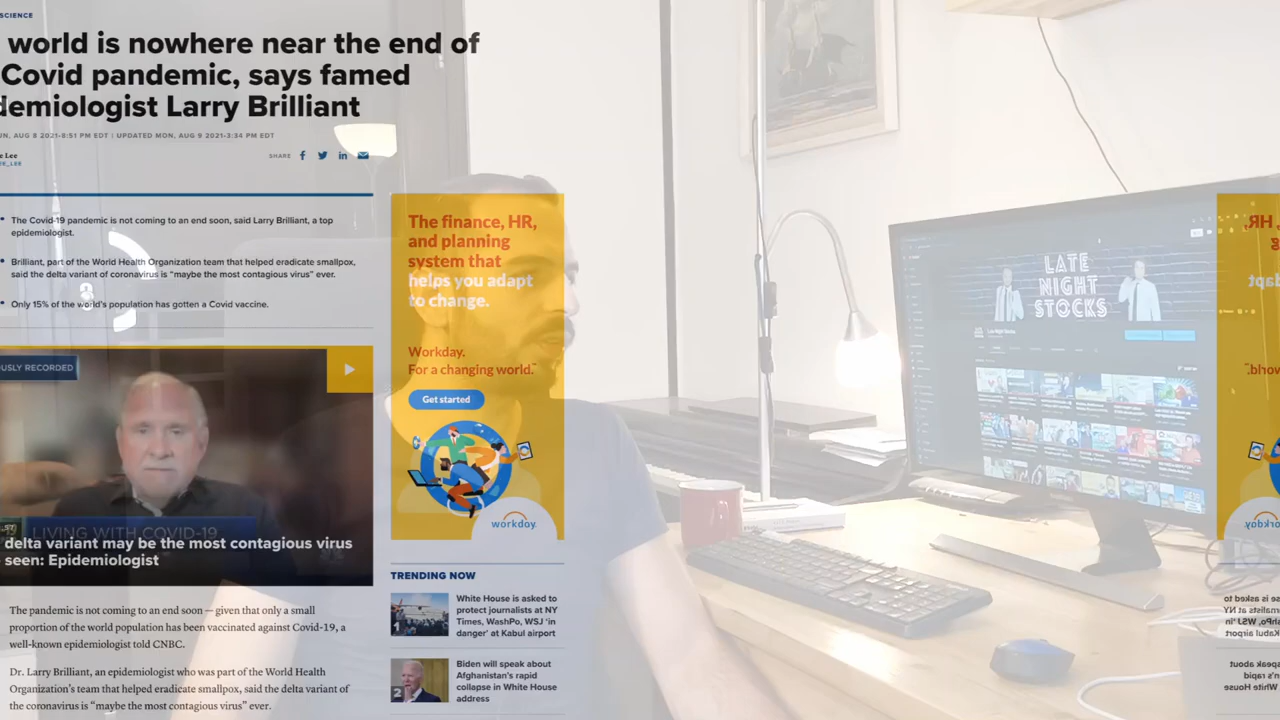 SCIENCE
world is nowhere near the end of
Covid pandemic, says famed
demiologist Larry Brilliant
UN, AUG 8 2021-8:51 PM EDT | UPDATED MON, AUG 9 2021-3:34 PM EDT
e Lee
EE_LEE
SHARE
The Covid-19 pandemic is not coming to an end soon, said Larry Brilliant, a top
epidemiologist.
Brilliant, part of the World Health Organization team that helped eradicate smallpox,
said the delta variant of coronavirus is “maybe the most contagious virus” ever.
Only 15% of the world's population has gotten a Covid vaccine.
OUSLY RECORDED
LIVING WITH COVID-19
delta variant may be the most contagious virus
seen: Epidemiologist
The pandemic is not coming to an end soon — given that only a small
proportion of the world population has been vaccinated against Covid-19, a
well-known epidemiologist told CNBC.
Dr. Larry Brilliant, an epidemiologist who was part of the World Health
Organization's team that helped eradicate smallpox, said the delta variant of
the coronavirus is “maybe the most contagious virus” ever.
The finance, HR,
and planning
system that
helps you adapt
to change.
Workday.
For a changing world.™
Get started
workday.
TRENDING NOW
1
White House is asked to
protect journalists at NY
Times, WashPo, WSJ ‘in
danger’ at Kabul airport
2
Biden will speak about
Afghanistan's rapid
collapse in White House
address
LATE
NIGHT
STOCKS
Late Night Stocks